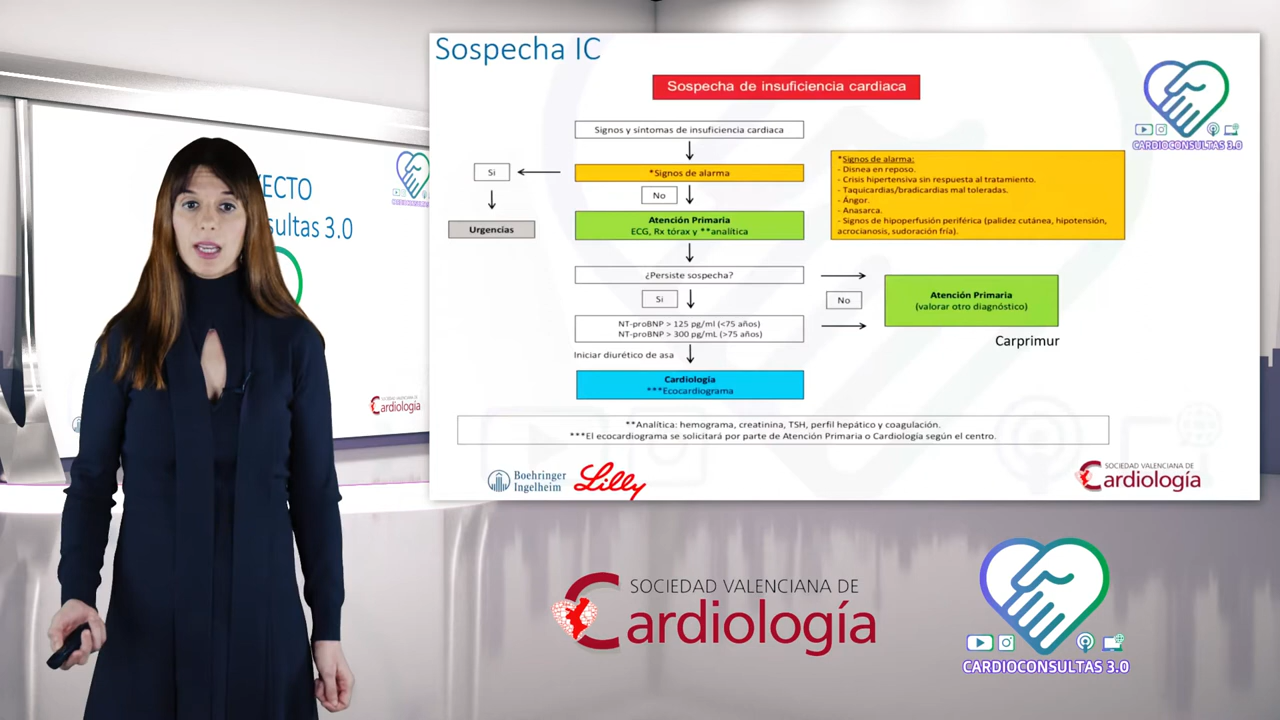 Sospecha IC
Sospecha de insuficiencia cardiaca
CARDIOCONSULTAS 3.0
Signos y síntomas de insuficiencia cardiaca
Si
*Signos de alarma
No
Urgencias
Atención Primaria
ECG, Rx tórax y **analítica
*Signos de alarma:
- Disnea en reposo.
- Crisis hipertensiva sin respuesta al tratamiento.
- Taquicardias/bradicardias mal toleradas.
- Ángor.
- Anasarca.
- Signos de hipoperfusión periférica (palidez cutánea, hipotensión,
acrocianosis, sudoración fría).
¿Persiste sospecha?
Si
No
Atención Primaria
(valorar otro diagnóstico)
Carprimur
NT-proBNP > 125 pg/ml (<75 años)
NT-proBNP > 300 pg/mL (>75 años)
Iniciar diurético de asa
Cardiología
***Ecocardiograma
**Analítica: hemograma, creatinina, TSH, perfil hepático y coagulación.
***El ecocardiograma se solicitará por parte de Atención Primaria o Cardiología según el centro.
Boehringer
Ingelheim
Lilly
SOCIEDAD VALENCIANA DE
Cardiología
YECTO
sultas 3.0
Cardiología
SOCIEDAD VALENCIANA DE
Cardiología
CARDIOCONSULTAS 3.0